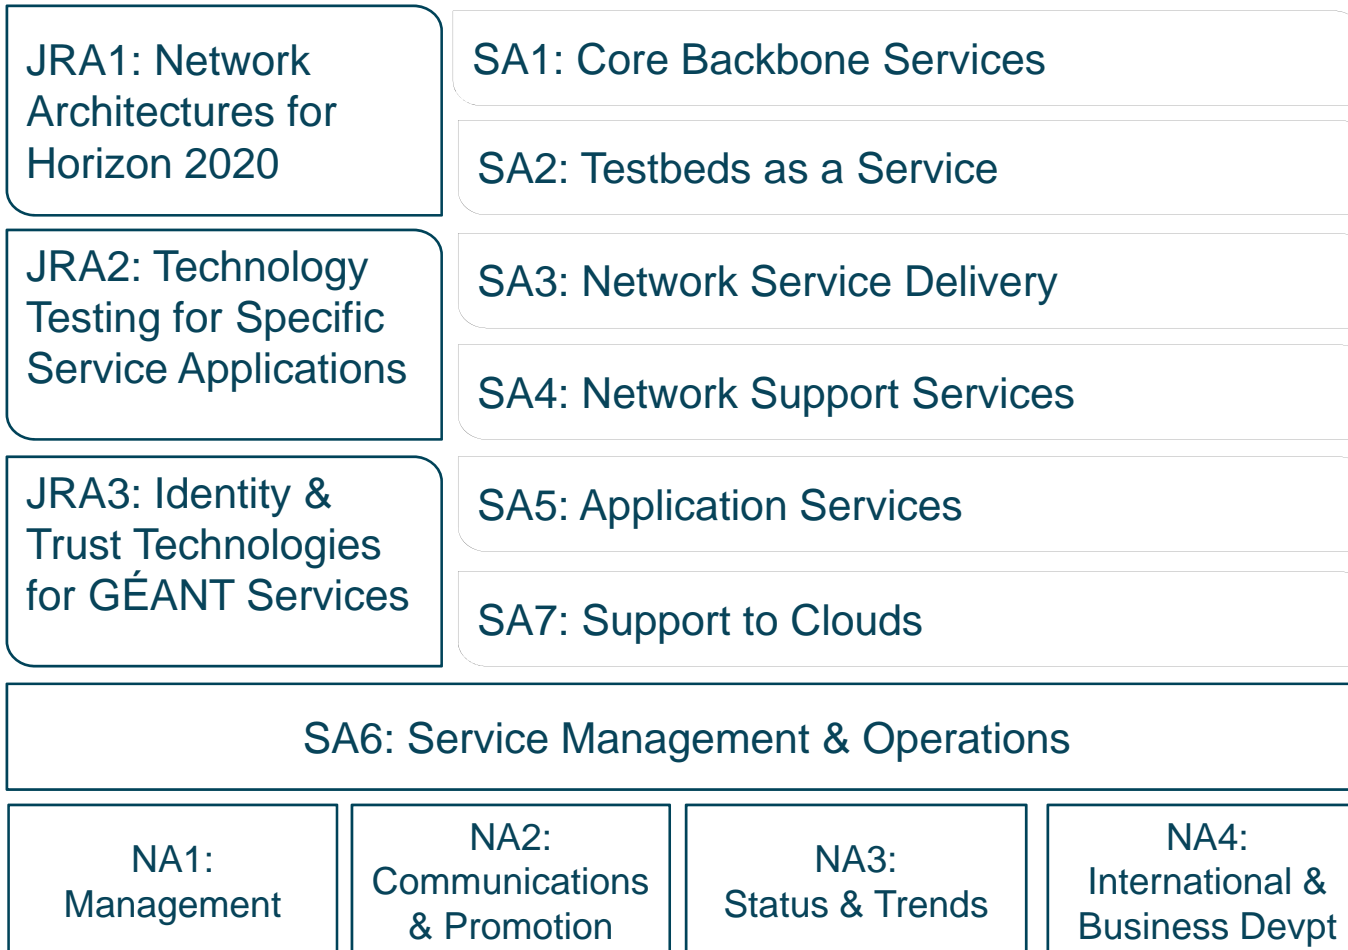 JRA1: Network
Architectures for
Horizon 2020
JRA2: Technology
Testing for Specific
Service Applications
JRA3: Identity &
Trust Technologies
for GÉANT Services
SA1: Core Backbone Services
SA2: Testbeds as a Service
SA3: Network Service Delivery
SA4: Network Support Services
SA5: Application Services
SA7: Support to Clouds
SA6: Service Management & Operations
NA1:
Management
NA2:
Communications
& Promotion
NA3:
Status & Trends
NA4:
International &
Business Devpt